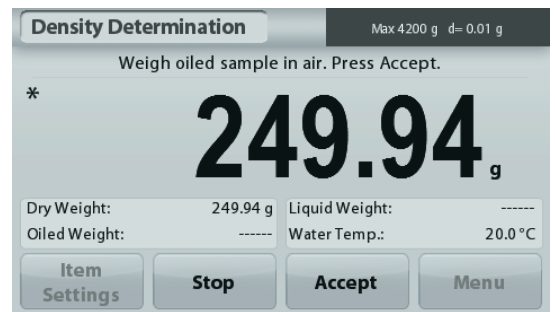 Density Determination
Max 4200 g d= 0.01 g
Weigh oiled sample in air. Press Accept.
*
249.94 g
Dry Weight: 249.94 g Liquid Weight: ------
Oiled Weight: ------ Water Temp.: 20.0 °C
Item Settings
Stop
Accept
Menu